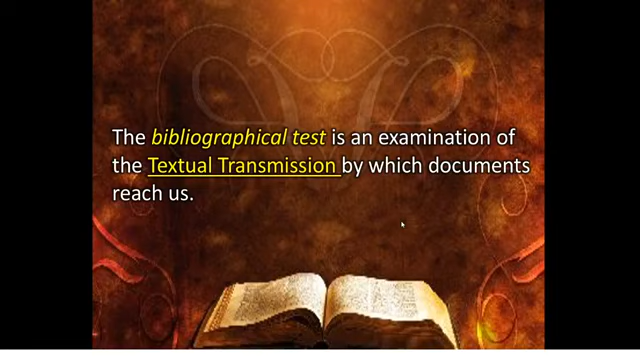 The bibliographical test is an examination of
the Textual Transmission by which documents
reach us.